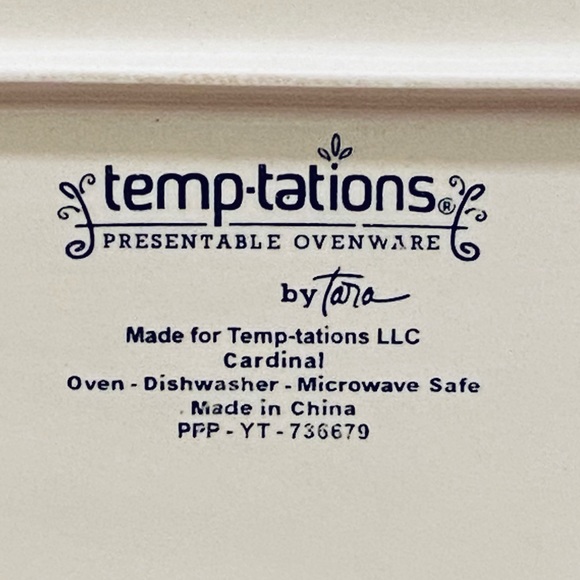 temp-tations®
PRESENTABLE OVENWARE
by Tara
Made for Temp-tations LLC
Cardinal
Oven - Dishwasher - Microwave Safe
Made in China
PPP - YT - 736679